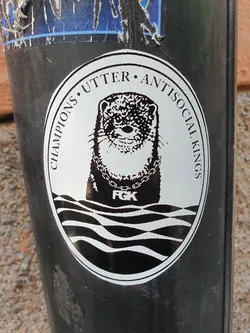 CHAMPIONS · UTTER · ANTISOCIAL KINGS
FGK